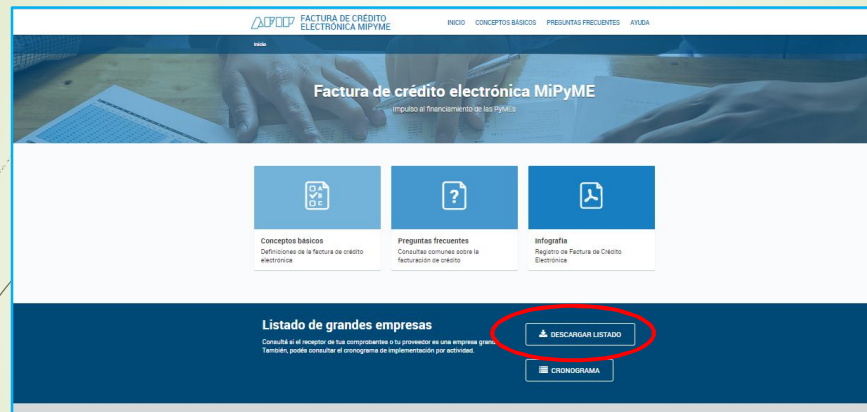 AFIP
FACTURA DE CRÉDITO
ELECTRÓNICA MIPYME
INICIO CONCEPTOS BÁSICOS PREGUNTAS FRECUENTES AYUDA
Inicio
Factura de crédito electrónica MiPyME
Impulso al financiamiento de las PyMEs
Conceptos básicos
Definiciones de la factura de crédito
electrónica
Preguntas frecuentes
Consultas comunes sobre la
facturación de crédito
Infografía
Registro de Factura de Crédito
Electrónica
Listado de grandes empresas
Consultá si el receptor de tus comprobantes o tu proveedor es una empresa
También, podés consultar el cronograma de implementación por actividad.
DESCARGAR LISTADO
CRONOGRAMA